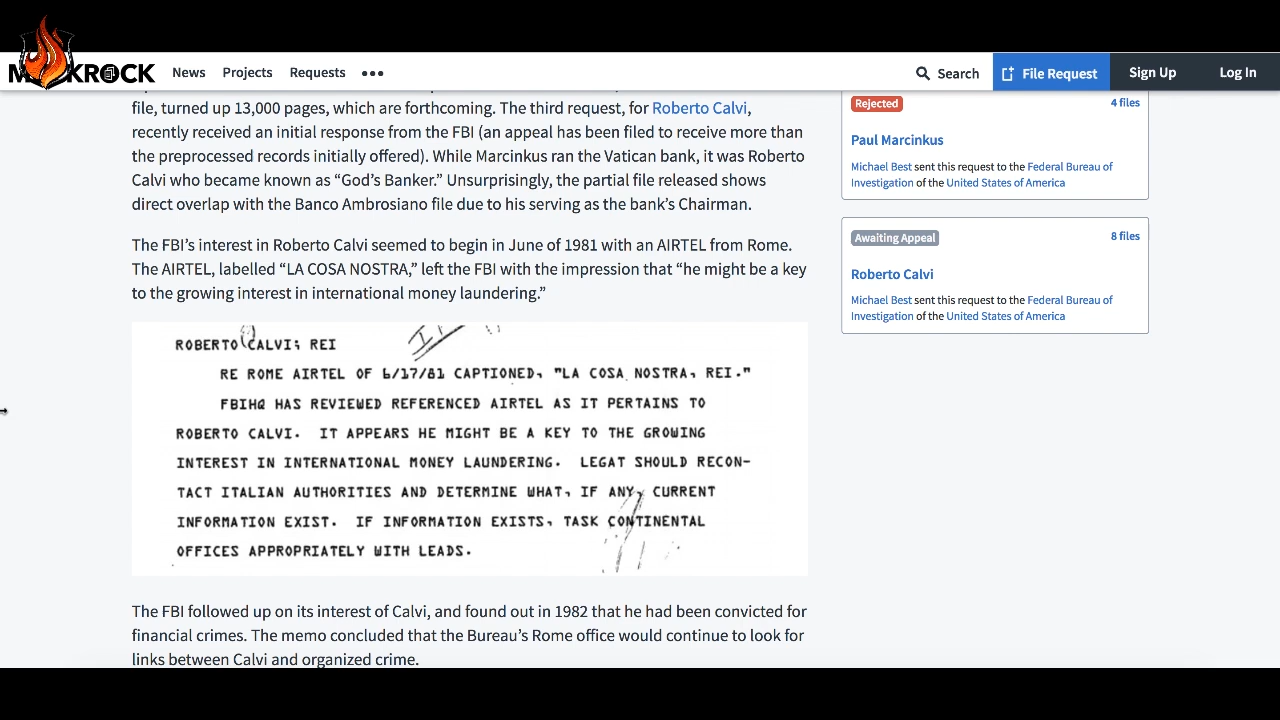 M KROCK
News Projects Requests •••
Search
File Request
Sign Up
Log In
file, turned up 13,000 pages, which are forthcoming. The third request, for Roberto Calvi,
recently received an initial response from the FBI (an appeal has been filed to receive more than
the preprocessed records initially offered). While Marcinkus ran the Vatican bank, it was Roberto
Calvi who became known as “God’s Banker.” Unsurprisingly, the partial file released shows
direct overlap with the Banco Ambrosiano file due to his serving as the bank’s Chairman.
The FBI’s interest in Roberto Calvi seemed to begin in June of 1981 with an AIRTEL from Rome.
The AIRTEL, labelled “LA COSA NOSTRA,” left the FBI with the impression that “he might be a key
to the growing interest in international money laundering.”
ROBERTO CALVI; REI
RE ROME AIRTEL OF 6/17/81 CAPTIONED, "LA COSA NOSTRA, REI."
FBIHQ HAS REVIEWED REFERENCED AIRTEL AS IT PERTAINS TO
ROBERTO CALVI. IT APPEARS HE MIGHT BE A KEY TO THE GROWING
INTEREST IN INTERNATIONAL MONEY LAUNDERING. LEGAT SHOULD RECON-
TACT ITALIAN AUTHORITIES AND DETERMINE WHAT, IF ANY, CURRENT
INFORMATION EXIST. IF INFORMATION EXISTS, TASK CONTINENTAL
OFFICES APPROPRIATELY WITH LEADS.
The FBI followed up on its interest of Calvi, and found out in 1982 that he had been convicted for
financial crimes. The memo concluded that the Bureau’s Rome office would continue to look for
links between Calvi and organized crime.
Rejected
4 files
Paul Marcinkus
Michael Best sent this request to the Federal Bureau of
Investigation of the United States of America
Awaiting Appeal
8 files
Roberto Calvi
Michael Best sent this request to the Federal Bureau of
Investigation of the United States of America